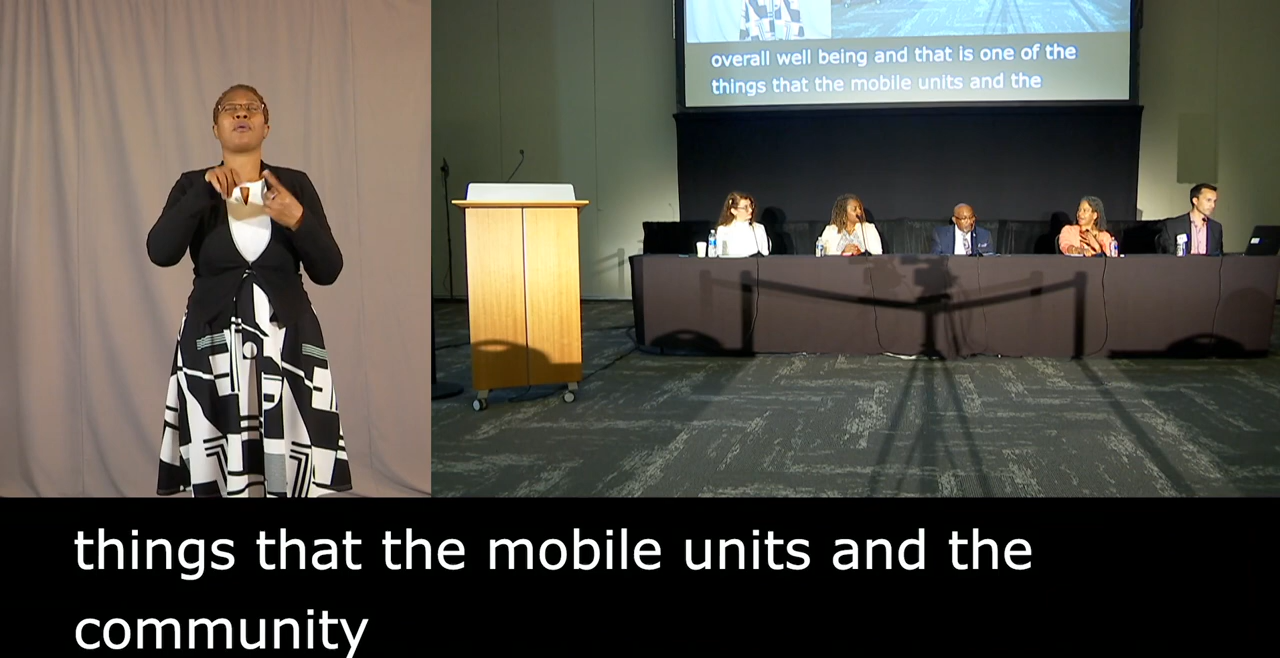 overall well being and that is one of the
things that the mobile units and the
things that the mobile units and the
community